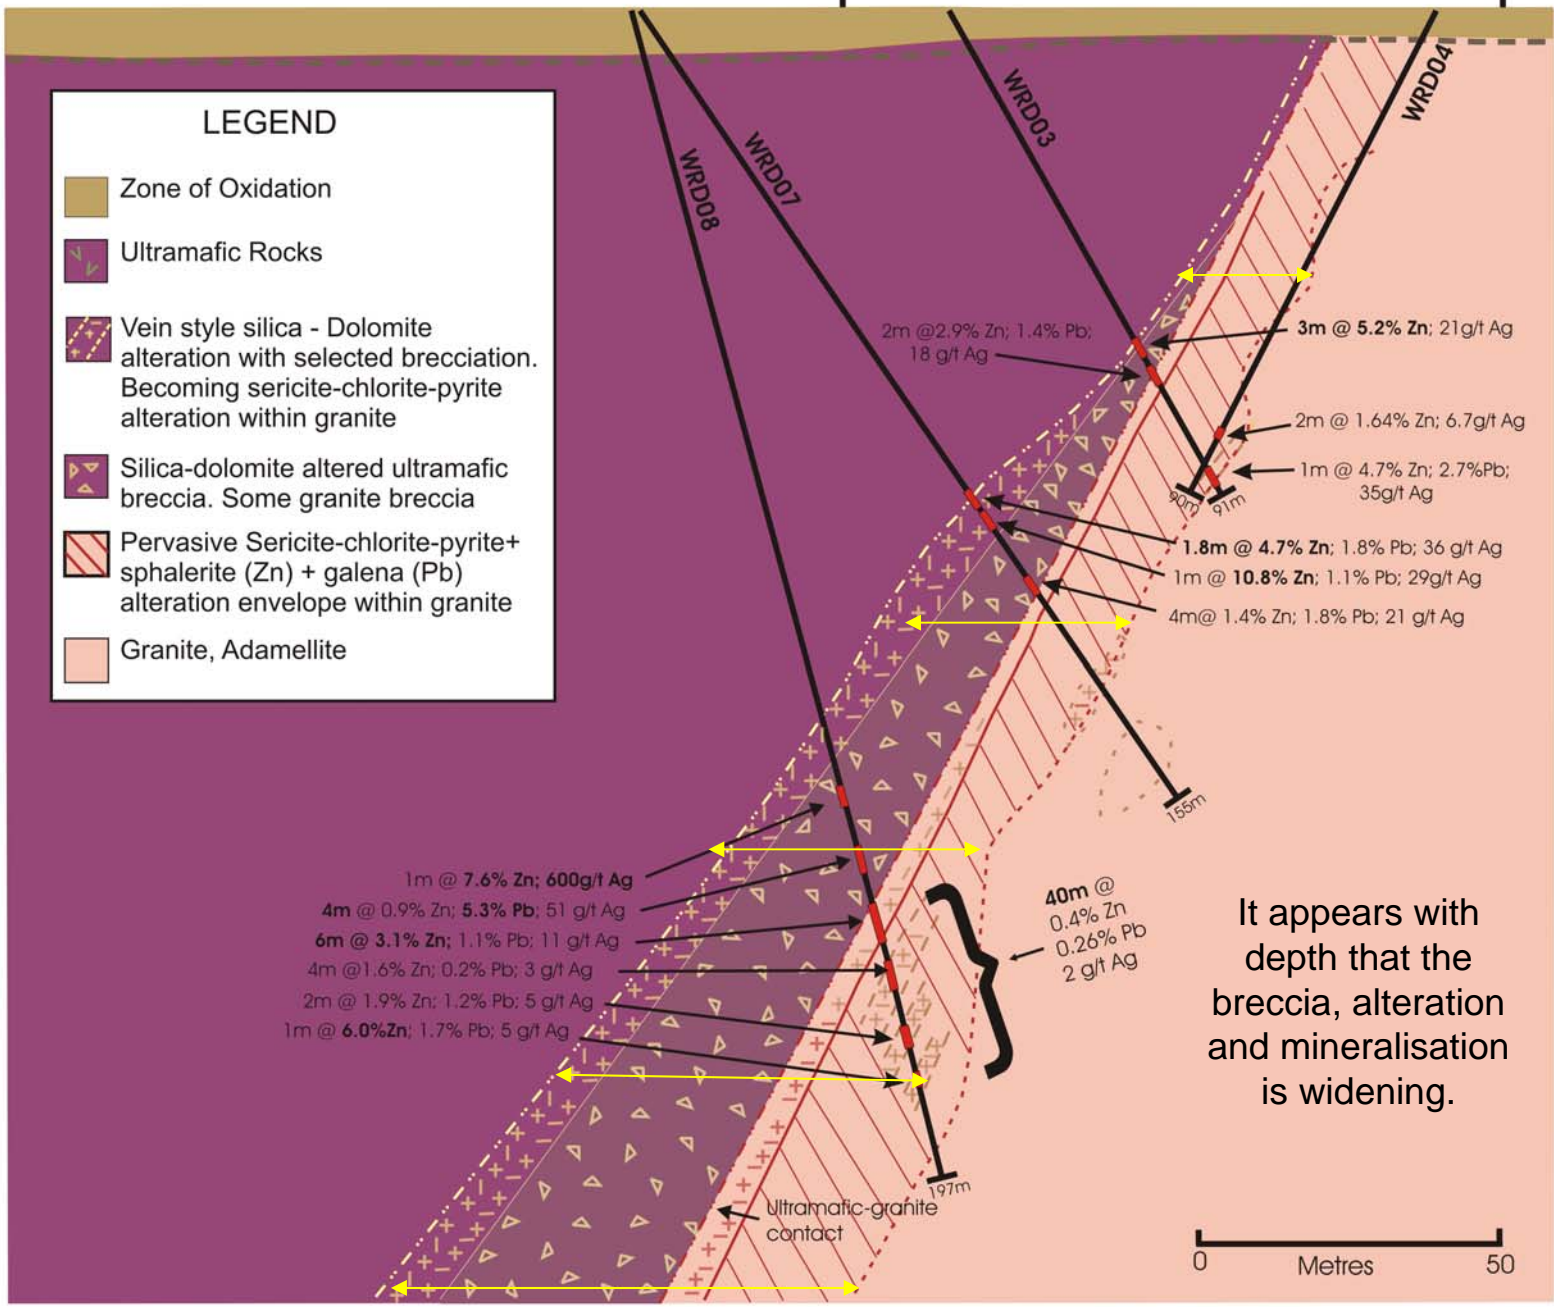 LEGEND
Zone of Oxidation
Ultramafic Rocks
Vein style silica - Dolomite
alteration with selected brecciation.
Becoming sericite-chlorite-pyrite
alteration within granite
Silica-dolomite altered ultramafic
breccia. Some granite breccia
Pervasive Sericite-chlorite-pyrite+
sphalerite (Zn) + galena (Pb)
alteration envelope within granite
Granite, Adamellite
WRD08
WRD07
WRD03
WRD04
2m @2.9% Zn; 1.4% Pb;
18 g/t Ag
3m @ 5.2% Zn; 21g/t Ag
2m @ 1.64% Zn; 6.7g/t Ag
1m @ 4.7% Zn; 2.7%Pb;
35g/t Ag
90m
91m
1.8m @ 4.7% Zn; 1.8% Pb; 36 g/t Ag
1m @ 10.8% Zn; 1.1% Pb; 29g/t Ag
4m@ 1.4% Zn; 1.8% Pb; 21 g/t Ag
155m
1m @ 7.6% Zn; 600g/t Ag
4m @ 0.9% Zn; 5.3% Pb; 51 g/t Ag
6m @ 3.1% Zn; 1.1% Pb; 11 g/t Ag
4m @1.6% Zn; 0.2% Pb; 3 g/t Ag
2m @ 1.9% Zn; 1.2% Pb; 5 g/t Ag
1m @ 6.0%Zn; 1.7% Pb; 5 g/t Ag
40m @
0.4% Zn
0.26% Pb
2 g/t Ag
It appears with
depth that the
breccia, alteration
and mineralisation
is widening.
197m
Ultramafic-granite
contact
0 Metres 50